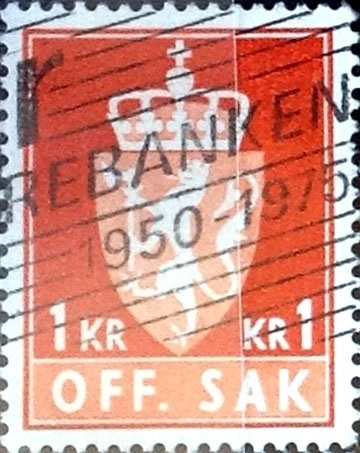 REBANKEN
1950-1975
1 KR KR 1
OFF. SAK